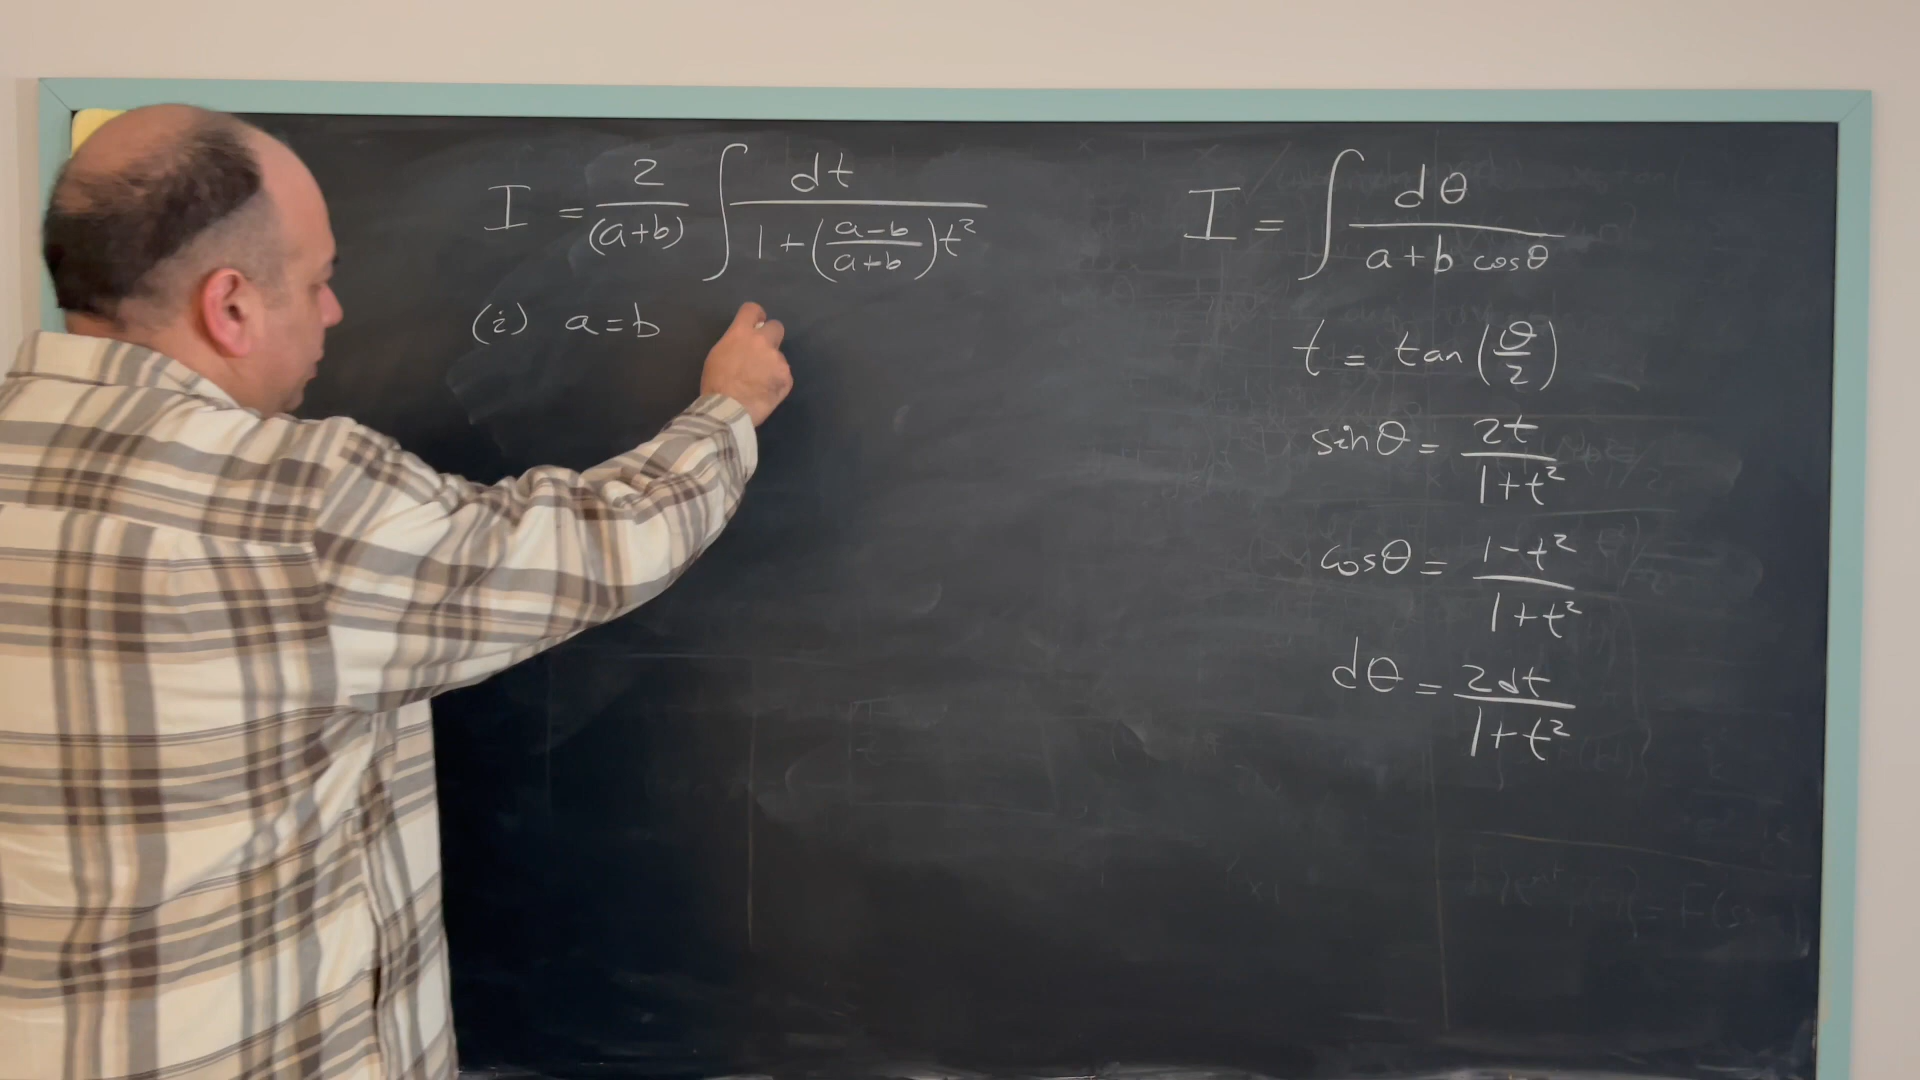 I = 2/(a+b) ∫ dt / (1+((a-b)/(a+b))t²)
(i) a=b
I = ∫ dθ / (a+b cosθ)
t = tan(θ/2)
sinθ = 2t/(1+t²)
cosθ = (1-t²)/(1+t²)
dθ = 2dt/(1+t²)